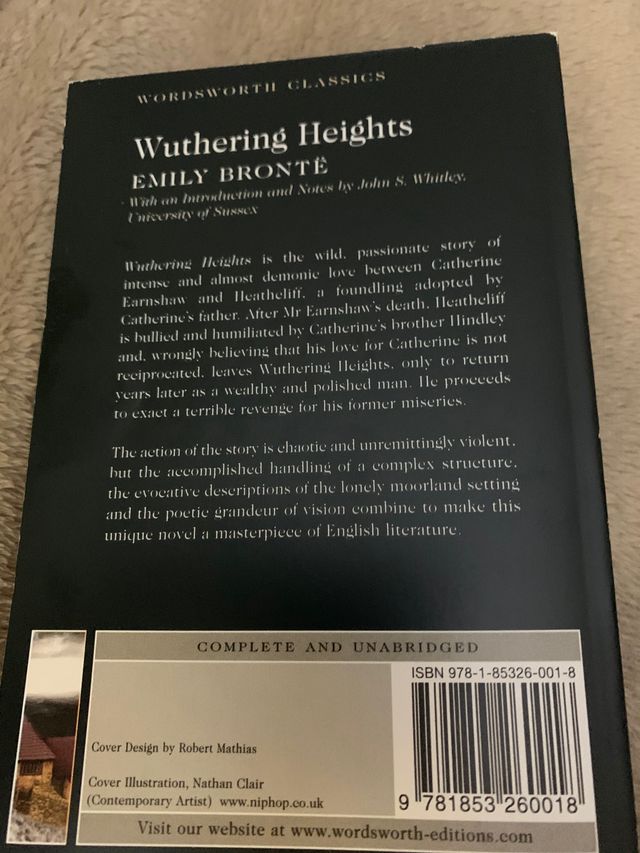 WORDSWORTH CLASSICS
Wuthering Heights
EMILY BRONTË
With an Introduction and Notes by John S. Whitley,
University of Sussex
Wuthering Heights is the wild, passionate story of
intense and almost demonic love between Catherine
Earnshaw and Heathcliff, a foundling adopted by
Catherine's father. After Mr Earnshaw's death, Heathcliff
is bullied and humiliated by Catherine's brother Hindley
and, wrongly believing that his love for Catherine is not
reciprocated, leaves Wuthering Heights, only to return
years later as a wealthy and polished man. He proceeds
to exact a terrible revenge for his former miseries.
The action of the story is chaotic and unremittingly violent,
but the accomplished handling of a complex structure,
the evocative descriptions of the lonely moorland setting
and the poetic grandeur of vision combine to make this
unique novel a masterpiece of English literature.
COMPLETE AND UNABRIDGED
ISBN 978-1-85326-001-8
Cover Design by Robert Mathias
Cover Illustration, Nathan Clair
(Contemporary Artist) www.niphop.co.uk
9 781853 260018
Visit our website at www.wordsworth-editions.com